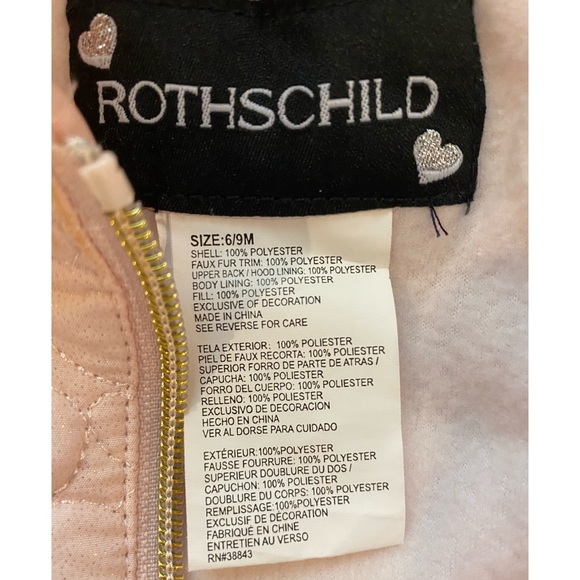 ROTHSCHILD
SIZE:6/9M
SHELL: 100% POLYESTER
FAUX FUR TRIM: 100% POLYESTER
UPPER BACK / HOOD LINING: 100% POLYESTER
BODY LINING: 100% POLYESTER
FILL: 100% POLYESTER
EXCLUSIVE OF DECORATION
MADE IN CHINA
SEE REVERSE FOR CARE
TELA EXTERIOR: 100% POLIESTER
PIEL DE FAUX RECORTA: 100% POLIESTER
SUPERIOR FORRO DE PARTE DE ATRAS /
CAPUCHA: 100% POLIESTER
FORRO DEL CUERPO: 100% POLIESTER
RELLENO: 100% POLIESTER
EXCLUSIVO DE DECORACION
HECHO EN CHINA
VER AL DORSE PARA CUIDADO
EXTÉRIEUR:100%POLYESTER
FAUSSE FOURRURE: 100% POLYESTER
SUPERIEUR DOUBLURE DU DOS /
CAPUCHON: 100% POLYESTER
DOUBLURE DU CORPS: 100% POLYESTER
REMPLISSAGE:100%POLYESTER
EXCLUSIF DE DÉCORATION
FABRIQUÉ EN CHINE
ENTRETIEN AU VERSO
RN#38843